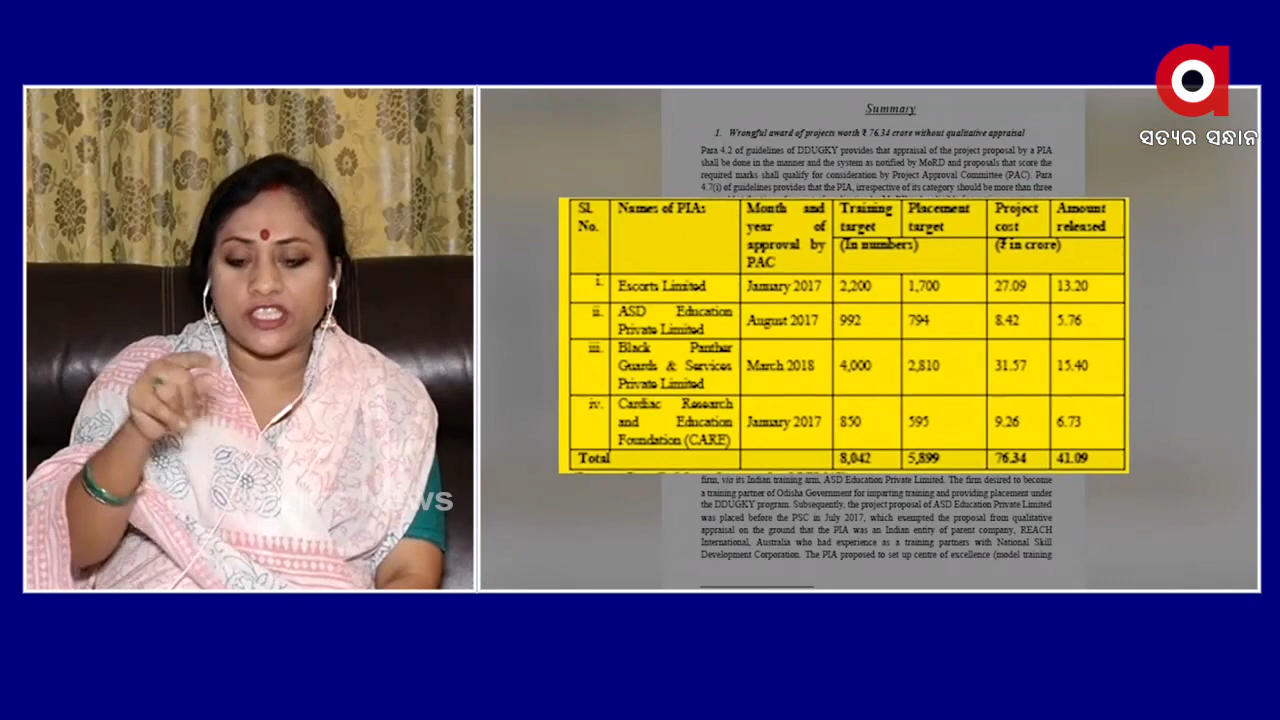 ସତ୍ୟର ସନ୍ଧାନ
Summary
1. Wrongful award of projects worth ₹ 76.34 crore without qualitative appraisal
Para 4.2 of guidelines of DDUGKY provides that appraisal of the project proposal by a PIA
shall be done in the manner and the system as notified by MoRD and proposals that score the
required marks shall qualify for consideration by Project Approval Committee (PAC). Para
4.7(i) of guidelines provides that the PIA, irrespective of its category should be more than three
Sl. No. Names of PIAs Month and year of approval by PAC Training target Placement target Project cost Amount released
(In numbers) (₹ in crore)
i. Escorts Limited January 2017 2,200 1,700 27.09 13.20
ii. ASD Education Private Limited August 2017 992 794 8.42 5.76
iii. Black Panther Guards & Services Private Limited March 2018 4,000 2,810 31.57 15.40
iv. Cardiac Research and Education Foundation (CARE) January 2017 850 595 9.26 6.73
Total 8,042 5,899 76.34 41.09
firm, via its Indian training arm, ASD Education Private Limited. The firm desired to become
a training partner of Odisha Government for imparting training and providing placement under
the DDUGKY program. Subsequently, the project proposal of ASD Education Private Limited
was placed before the PSC in July 2017, which exempted the proposal from qualitative
appraisal on the ground that the PIA was an Indian entity of parent company, REACH
International, Australia who had experience as a training partners with National Skill
Development Corporation. The PIA proposed to set up centre of excellence (model training